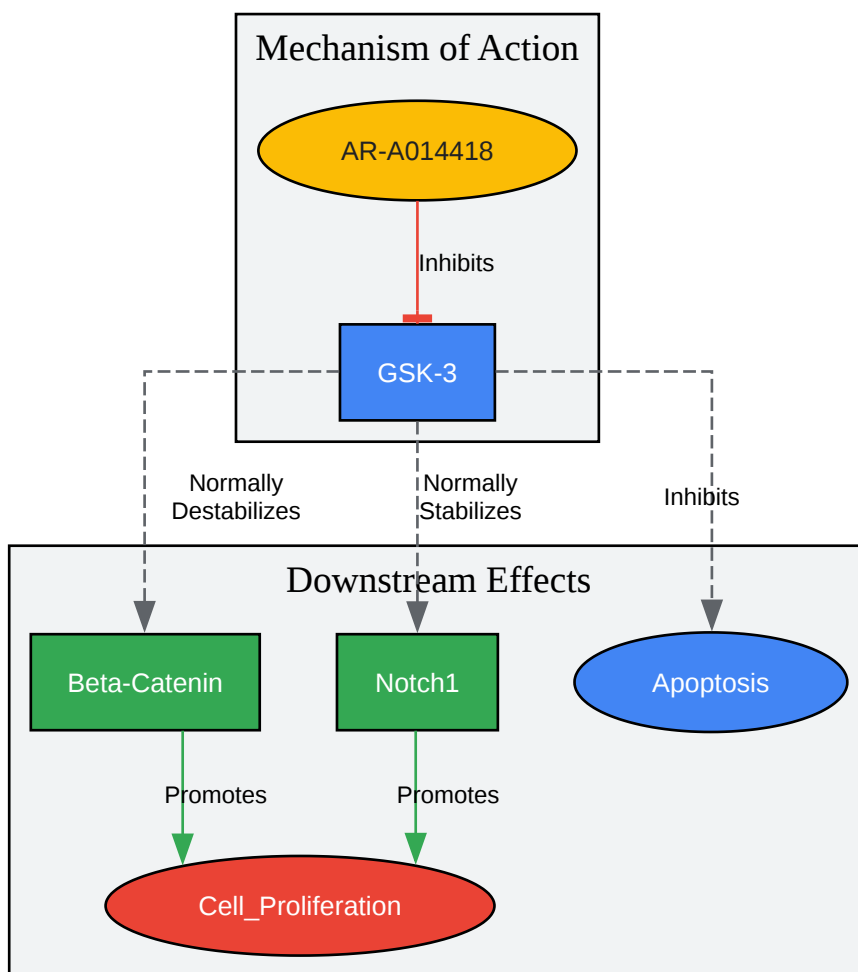 Mechanism of Action
AR-A014418
Inhibits
GSK-3
Normally
Destabilizes
Normally
Stabilizes
Inhibits
Downstream Effects
Beta-Catenin
Notch1
Apoptosis
Promotes
Promotes
Cell_Proliferation